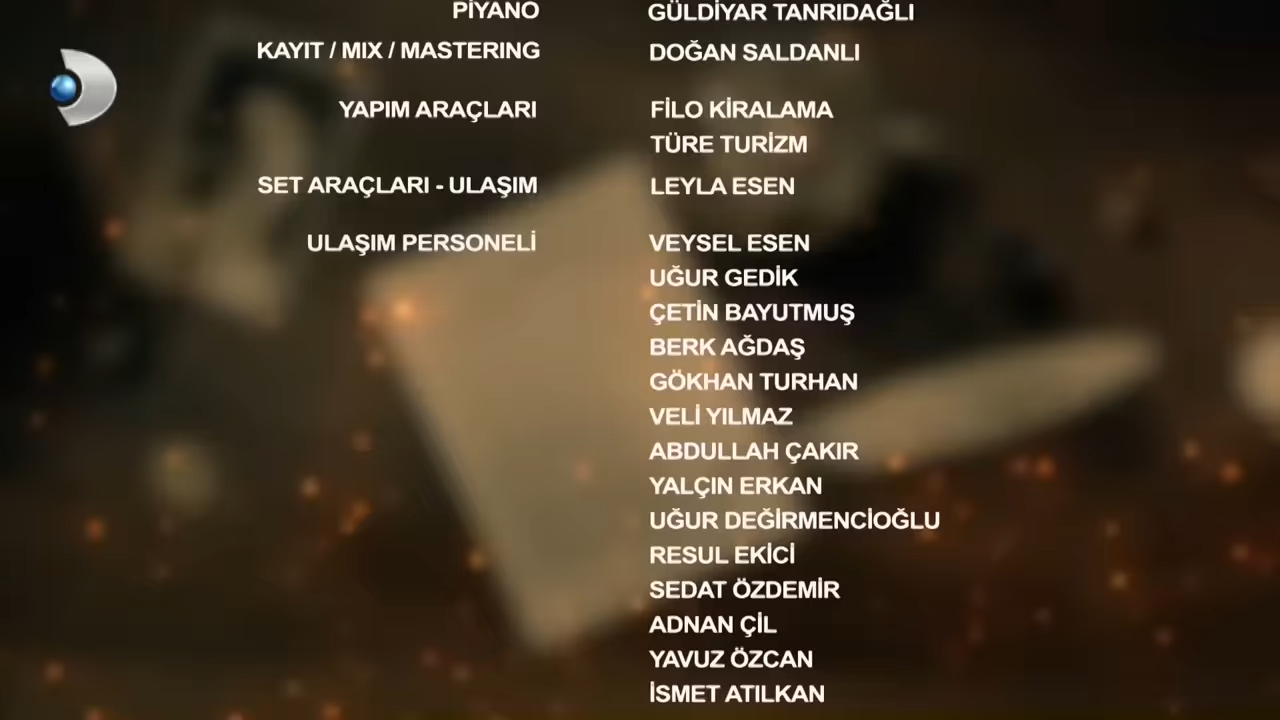 PİYANO GÜLDİYAR TANRIDAĞLI
KAYIT / MIX / MASTERING DOĞAN SALDANLI
YAPIM ARAÇLARI FİLO KİRALAMA
TÜRE TURİZM
SET ARAÇLARI - ULAŞIM LEYLA ESEN
ULAŞIM PERSONELİ VEYSEL ESEN
UĞUR GEDİK
ÇETİN BAYUTMUŞ
BERK AĞDAŞ
GÖKHAN TURHAN
VELİ YILMAZ
ABDULLAH ÇAKIR
YALÇIN ERKAN
UĞUR DEĞİRMENCİOĞLU
RESUL EKİCİ
SEDAT ÖZDEMİR
ADNAN ÇİL
YAVUZ ÖZCAN
İSMET ATILKAN